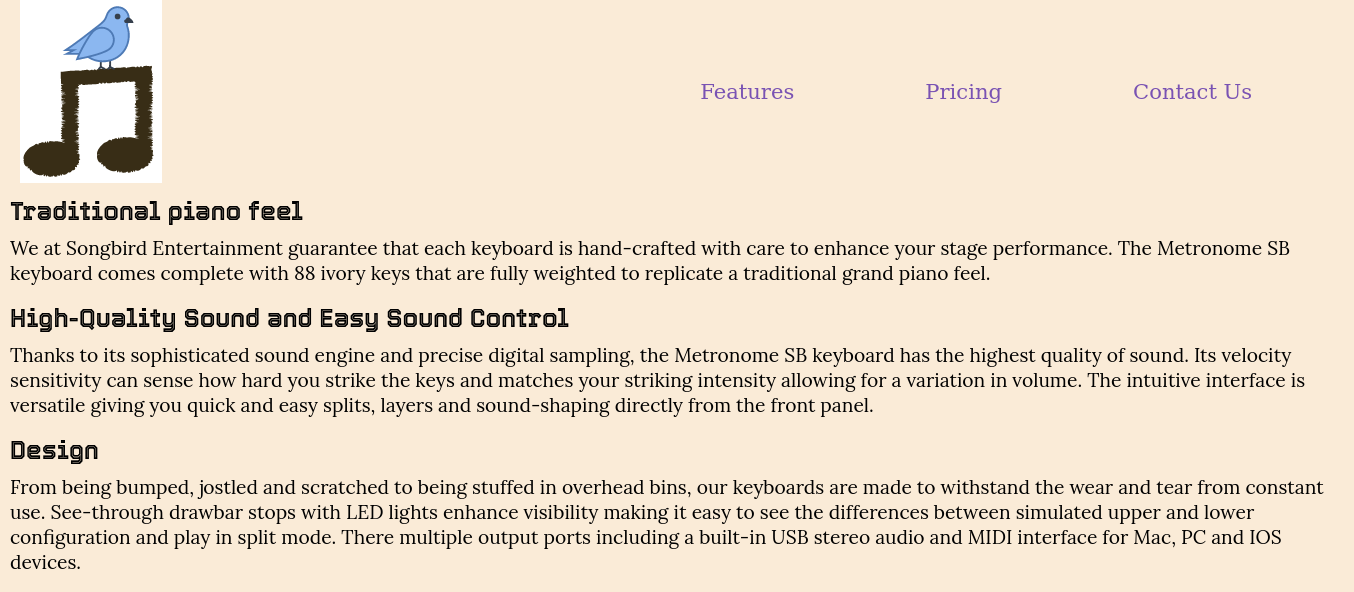 Features Pricing Contact Us
Traditional piano feel
We at Songbird Entertainment guarantee that each keyboard is hand-crafted with care to enhance your stage performance. The Metronome SB
keyboard comes complete with 88 ivory keys that are fully weighted to replicate a traditional grand piano feel.
High-Quality Sound and Easy Sound Control
Thanks to its sophisticated sound engine and precise digital sampling, the Metronome SB keyboard has the highest quality of sound. Its velocity
sensitivity can sense how hard you strike the keys and matches your striking intensity allowing for a variation in volume. The intuitive interface is
versatile giving you quick and easy splits, layers and sound-shaping directly from the front panel.
Design
From being bumped, jostled and scratched to being stuffed in overhead bins, our keyboards are made to withstand the wear and tear from constant
use. See-through drawbar stops with LED lights enhance visibility making it easy to see the differences between simulated upper and lower
configuration and play in split mode. There multiple output ports including a built-in USB stereo audio and MIDI interface for Mac, PC and IOS
devices.